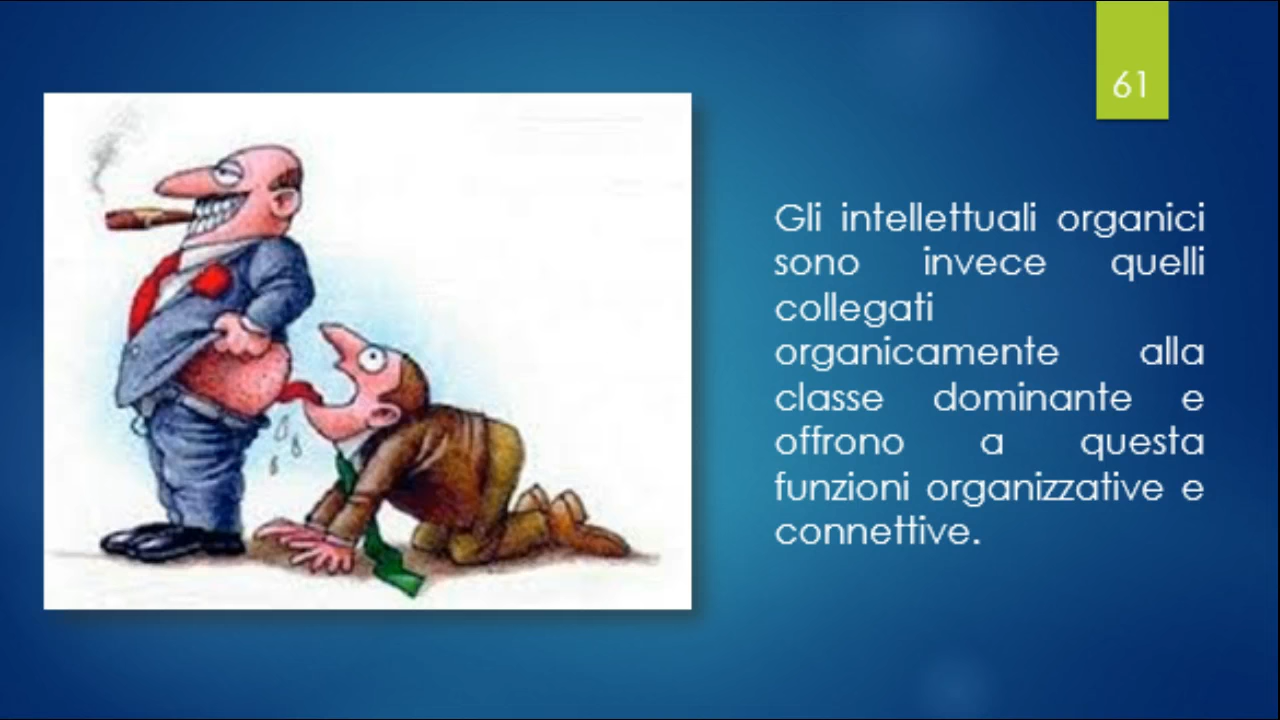 61
Gli intellettuali organici
sono invece quelli
collegati
organicamente alla
classe dominante e
offrono a questa
funzioni organizzative e
connettive.